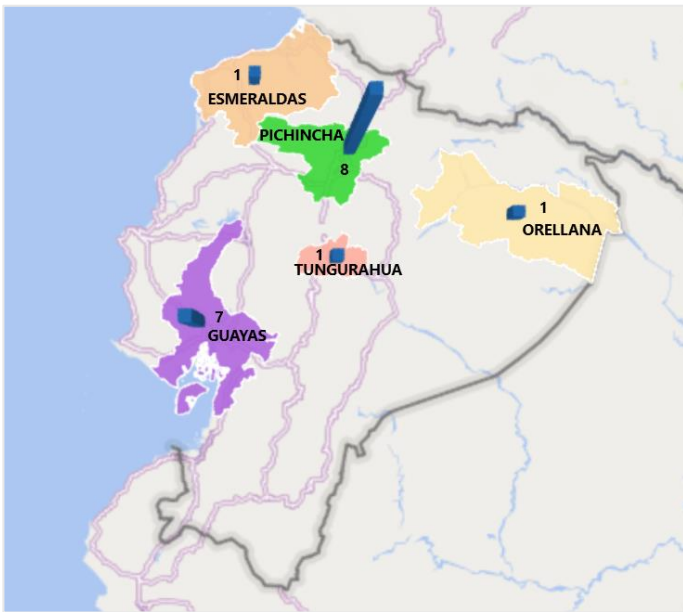 1
ESMERALDAS
PICHINCHA
8
1
ORELLANA
1
TUNGURAHUA
7
GUAYAS